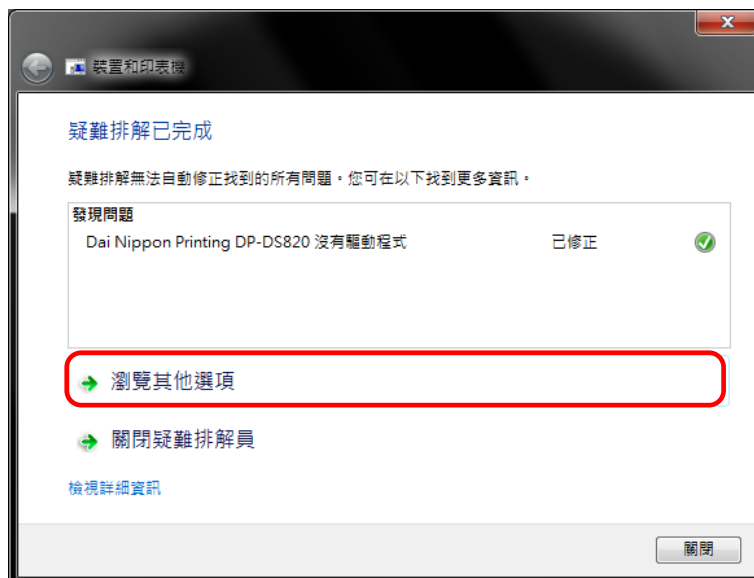 裝置和印表機
疑難排解已完成
疑難排解無法自動修正找到的所有問題。您可在以下找到更多資訊。
發現問題
Dai Nippon Printing DP-DS820 沒有驅動程式 已修正
瀏覽其他選項
關閉疑難排解員
檢視詳細資訊
關閉